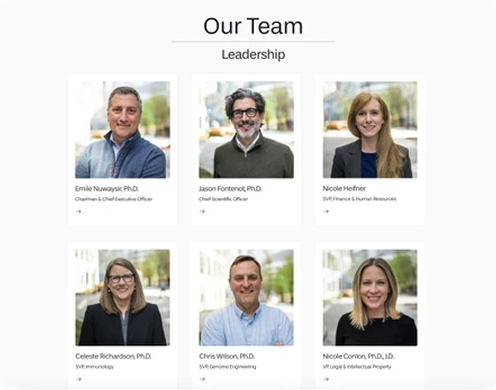 Our Team
Leadership
Emile Nuwaysir, Ph.D.
Chairman & Chief Executive Officer
Jason Fontenot, Ph.D.
Chief Scientific Officer
Nicole Heifner
SVP, Finance & Human Resources
Celeste Richardson, Ph.D.
SVP, Immunology
Chris Wilson, Ph.D.
SVP, Genome Engineering
Nicole Conlon, Ph.D., J.D.
VP, Legal & Intellectual Property